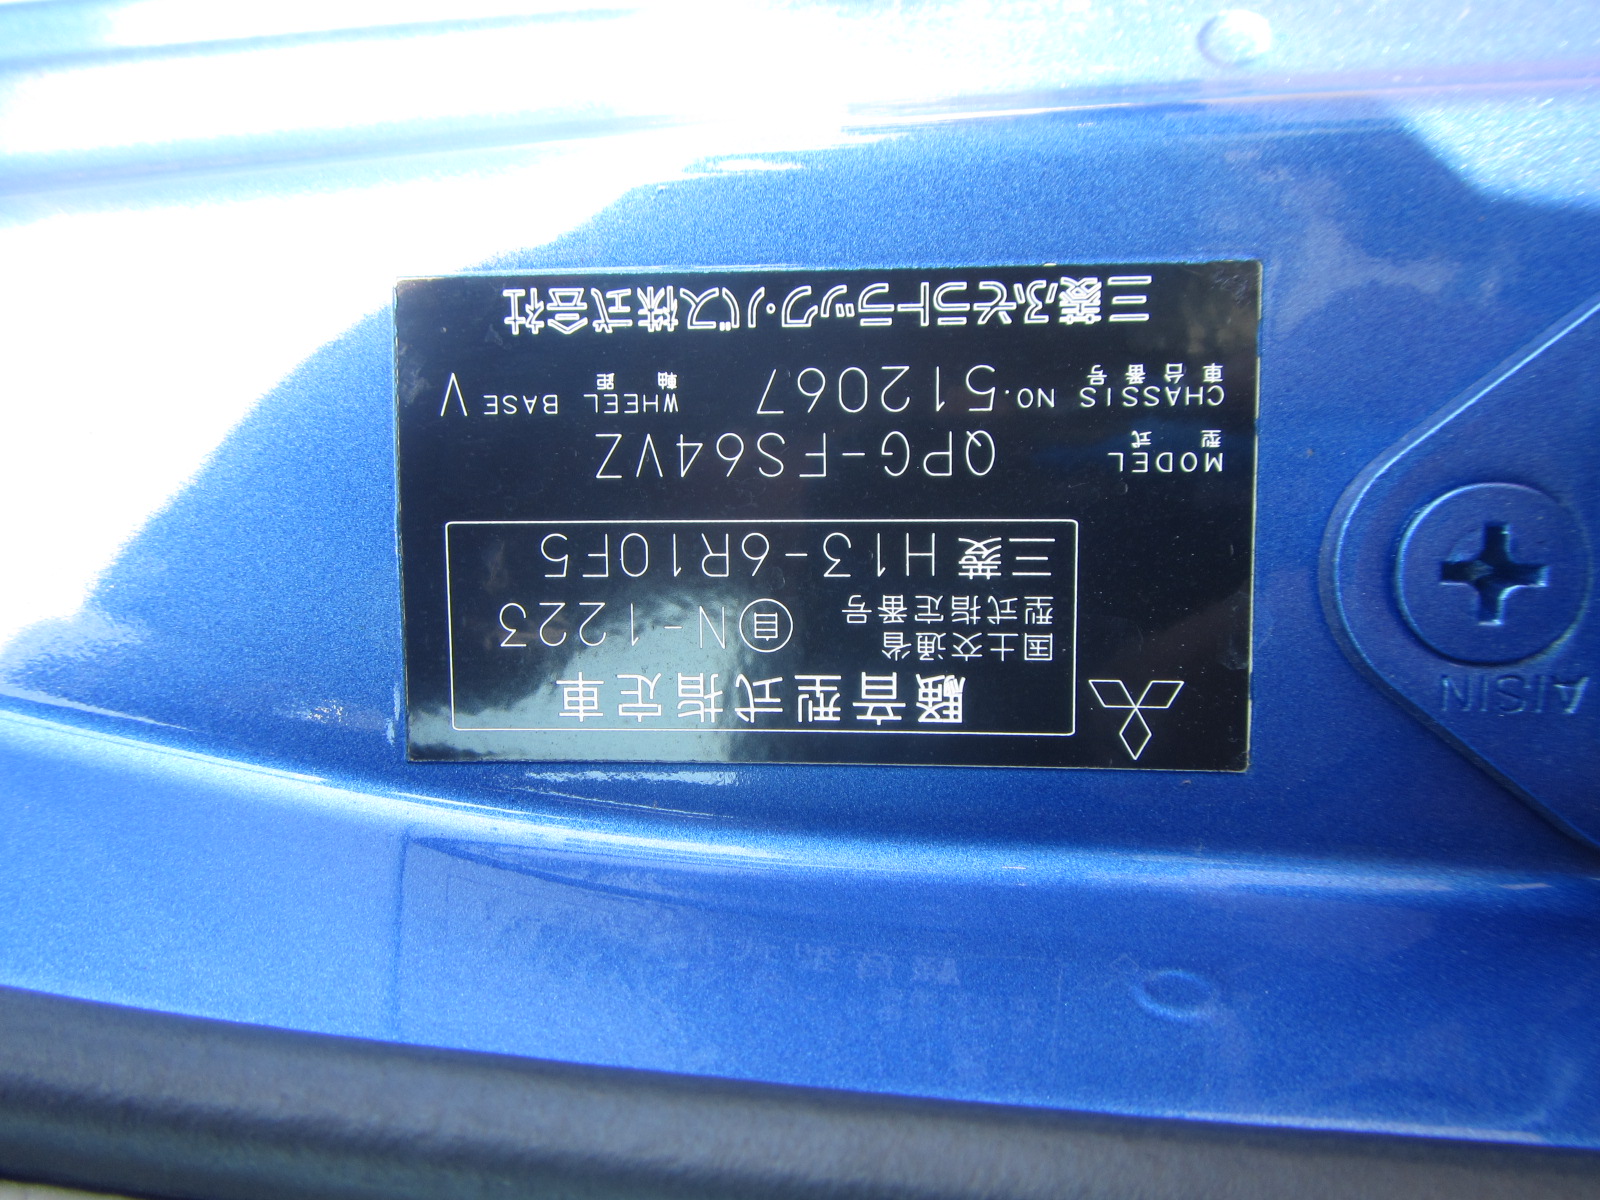 騒音型式指定車
国土交通省
型式指定番号 自N-1223
三菱 H13-6R10F5
MODEL
型式 QPG-FS64VZ
CHASSIS NO.
車台番号 512067
WHEEL BASE
軸距 V
三菱ふそうトラック・バス株式会社
AISIN